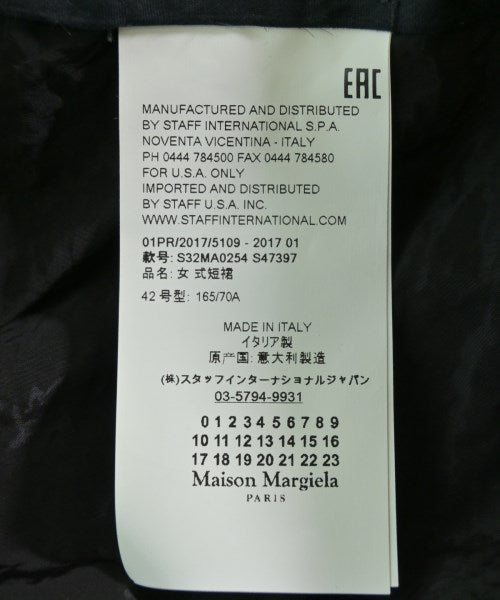 EAC
MANUFACTURED AND DISTRIBUTED
BY STAFF INTERNATIONAL S.P.A.
NOVENTA VICENTINA - ITALY
PH 0444 784500 FAX 0444 784580
FOR U.S.A. ONLY
IMPORTED AND DISTRIBUTED
BY STAFF U.S.A. INC.
WWW.STAFFINTERNATIONAL.COM
01PR/2017/5109 - 2017 01
款号: S32MA0254 S47397
品名: 女 式短裙
42 号型: 165/70A
MADE IN ITALY
イタリア製
原产国: 意大利製造
(株)スタッフインターナショナルジャパン
03-5794-9931
0 1 2 3 4 5 6 7 8 9
10 11 12 13 14 15 16
17 18 19 20 21 22 23
Maison Margiela
PARIS